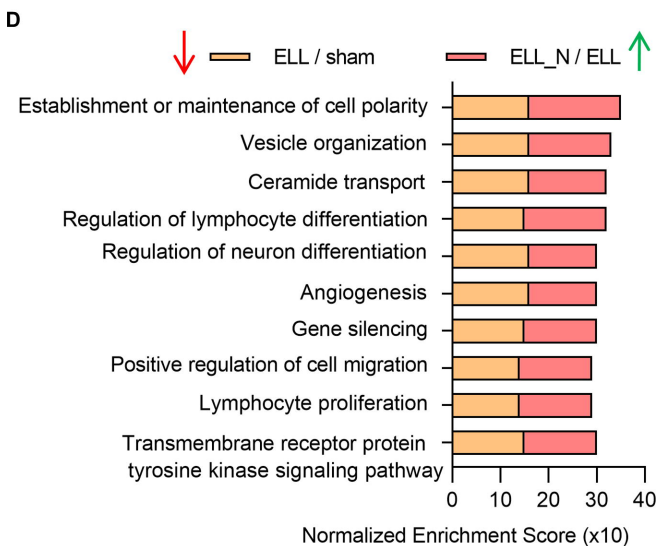 D
ELL / sham
ELL_N / ELL
Establishment or maintenance of cell polarity
Vesicle organization
Ceramide transport
Regulation of lymphocyte differentiation
Regulation of neuron differentiation
Angiogenesis
Gene silencing
Positive regulation of cell migration
Lymphocyte proliferation
Transmembrane receptor protein
tyrosine kinase signaling pathway
0 10 20 30 40
Normalized Enrichment Score (x10)